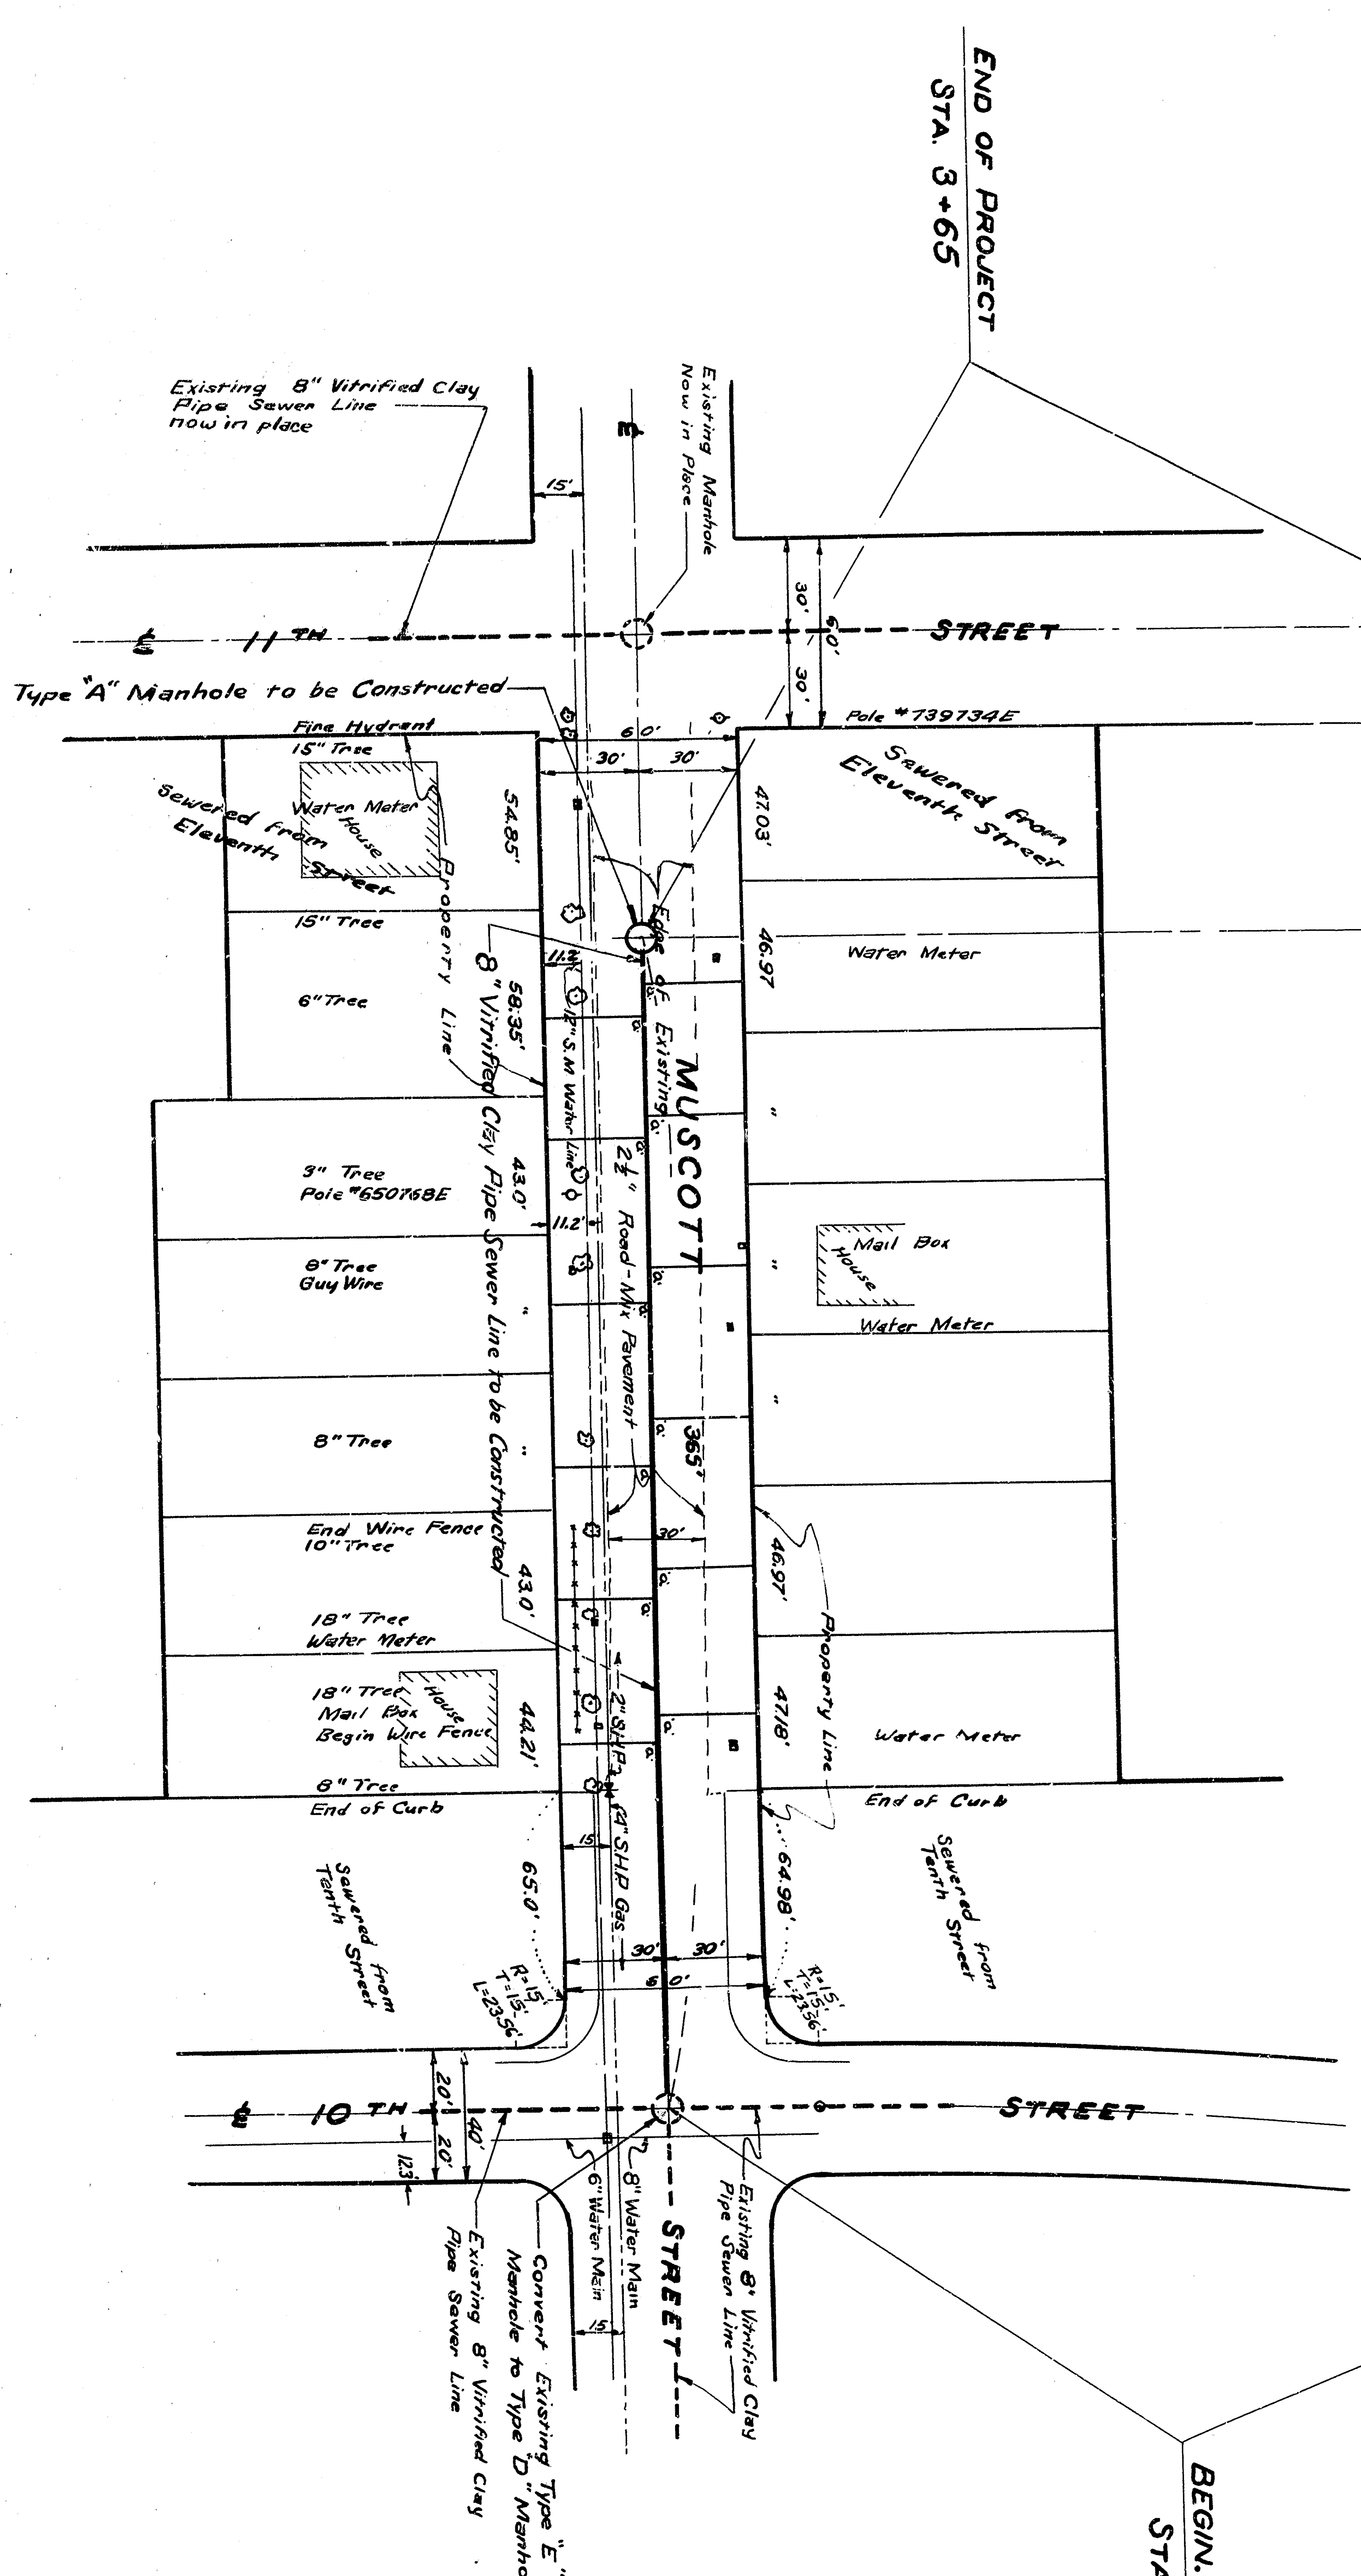 END OF PROJECT
STA. 3+65
Existing 8" Vitrified Clay
Pipe Sewer Line
now in place
Existing Manhole
Now in Place
15'
30'
60'
30'
℄ 11TH STREET
Type "A" Manhole to be Constructed
Pole #739734E
Fire Hydrant
15" Tree
60'
30'
30'
Water Meter
House
Sewered from
Eleventh
Street
54.85'
47.03'
Sewered from
Eleventh Street
Property Line
15" Tree
11.2'
46.97
Water Meter
6" Tree
58.35'
12" S.M Water Line
8" Vitrified Clay Pipe Sewer Line to be Constructed
Edge of Existing
2½" Road-Mix Pavement
MUSCOTT
"
3" Tree
Pole #650768E
43.0'
11.2'
Mail Box
House
"
8" Tree
Guy Wire
"
Water Meter
"
8" Tree
"
365'
End Wire Fence
10" Tree
30'
43.0'
46.97'
18" Tree
Water Meter
Property Line
18" Tree
Mail Box
Begin Wire Fence
House
44.21'
2" S.H.P.
47.18'
Water Meter
8" Tree
End of Curb
End of Curb
15'
4" S.H.P. Gas
65.0'
64.98'
Sewered from
Tenth Street
Sewered from
Tenth Street
30'
30'
60'
R=15'
T=15'
L=23.56'
R=15'
T=15'
L=23.56'
℄ 10TH STREET
20'
40'
20'
12.3'
6" Water Main
8" Water Main
STREET
15'
Existing 8" Vitrified Clay
Pipe Sewer Line
Convert Existing Type "E"
Manhole to Type "D"
Existing 8" Vitrified Clay
Pipe Sewer Line
BEGIN.